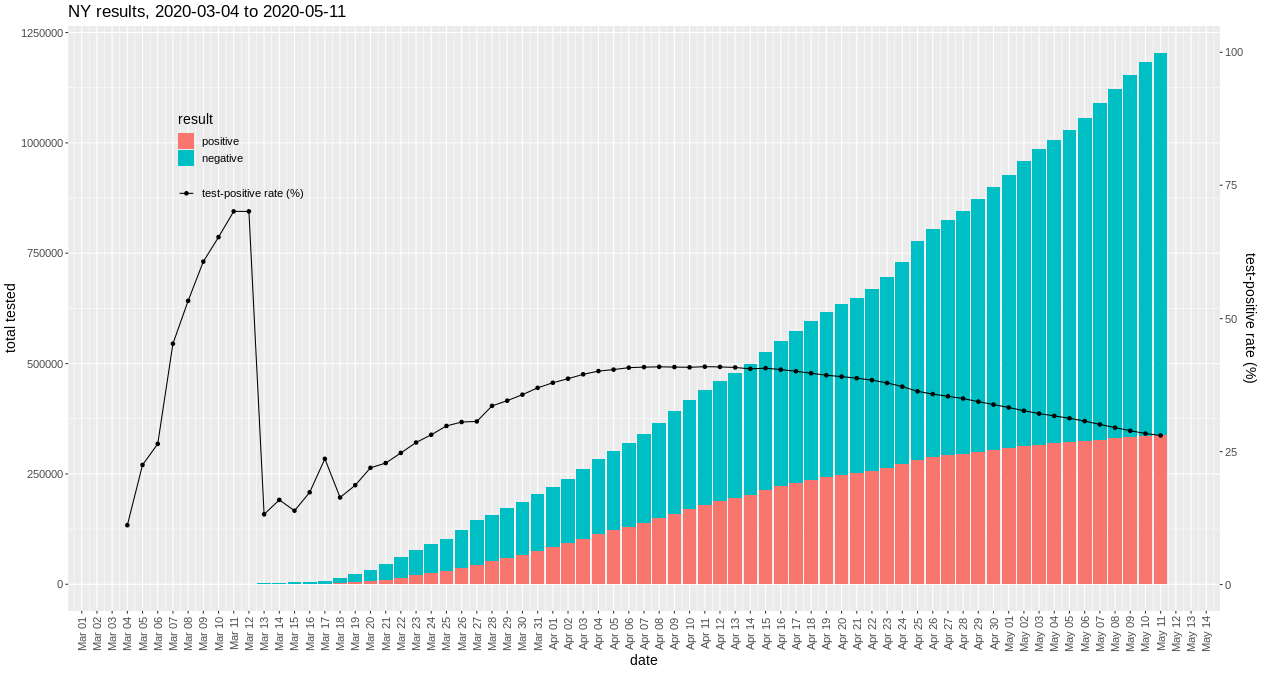 NY results, 2020-03-04 to 2020-05-11
1250000
1000000
750000
500000
250000
0
total tested
result
positive
negative
test-positive rate (%)
100
75
50
25
0
test-positive rate (%)
Mar 01
Mar 02
Mar 03
Mar 04
Mar 05
Mar 06
Mar 07
Mar 08
Mar 09
Mar 10
Mar 11
Mar 12
Mar 13
Mar 14
Mar 15
Mar 16
Mar 17
Mar 18
Mar 19
Mar 20
Mar 21
Mar 22
Mar 23
Mar 24
Mar 25
Mar 26
Mar 27
Mar 28
Mar 29
Mar 30
Mar 31
Apr 01
Apr 02
Apr 03
Apr 04
Apr 05
Apr 06
Apr 07
Apr 08
Apr 09
Apr 10
Apr 11
Apr 12
Apr 13
Apr 14
Apr 15
Apr 16
Apr 17
Apr 18
Apr 19
Apr 20
Apr 21
Apr 22
Apr 23
Apr 24
Apr 25
Apr 26
Apr 27
Apr 28
Apr 29
Apr 30
May 01
May 02
May 03
May 04
May 05
May 06
May 07
May 08
May 09
May 10
May 11
May 12
May 13
May 14
date